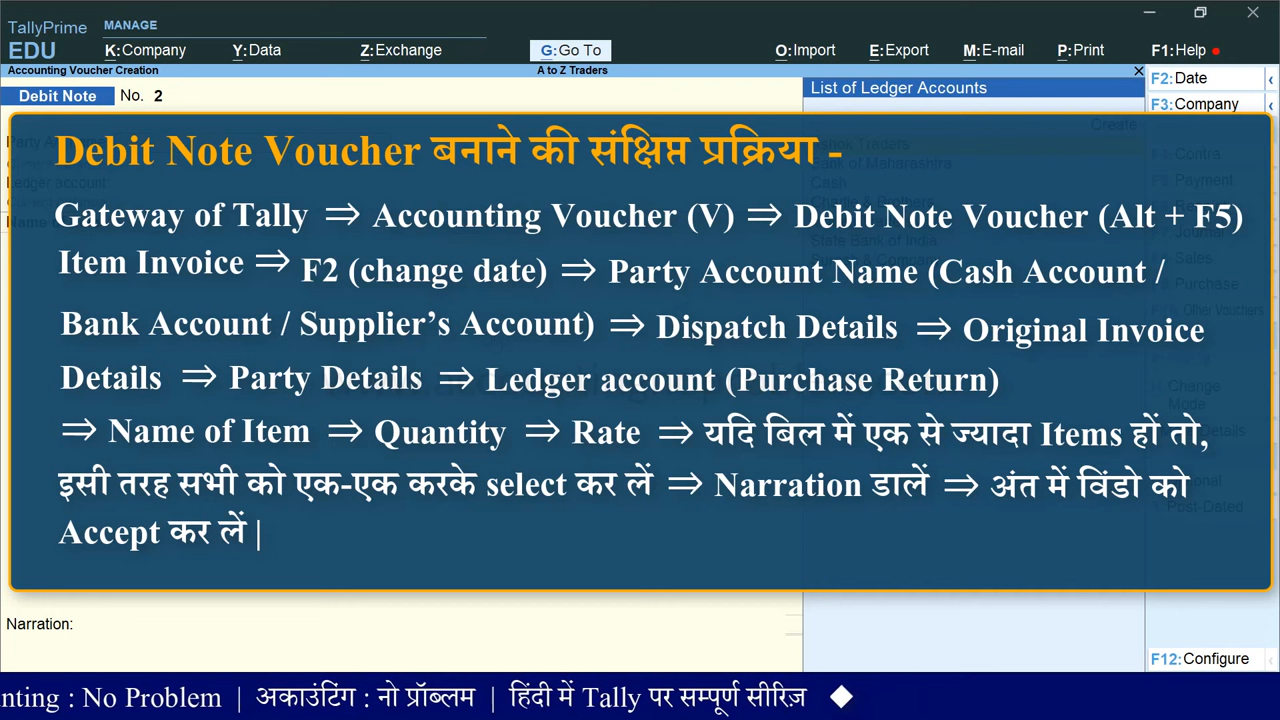 TallyPrime MANAGE
EDU K:Company Y:Data Z:Exchange G:Go To O:Import E:Export M:E-mail P:Print F1:Help
Accounting Voucher Creation A to Z Traders
Debit Note No. 2
List of Ledger Accounts
F2:Date
F3:Company
Create
Debit Note Voucher बनाने की संक्षिप्त प्रक्रिया -
Gateway of Tally ⇒ Accounting Voucher (V) ⇒ Debit Note Voucher (Alt + F5)
Item Invoice ⇒ F2 (change date) ⇒ Party Account Name (Cash Account /
Bank Account / Supplier’s Account) ⇒ Dispatch Details ⇒ Original Invoice
Details ⇒ Party Details ⇒ Ledger account (Purchase Return)
⇒ Name of Item ⇒ Quantity ⇒ Rate ⇒ यदि बिल में एक से ज्यादा Items हों तो,
इसी तरह सभी को एक-एक करके select कर लें ⇒ Narration डालें ⇒ अंत में विंडो को
Accept कर लें |
Narration:
F12:Configure
nting : No Problem | अकाउंटिंग : नो प्रॉब्लम | हिंदी में Tally पर सम्पूर्ण सीरिज़ ◆